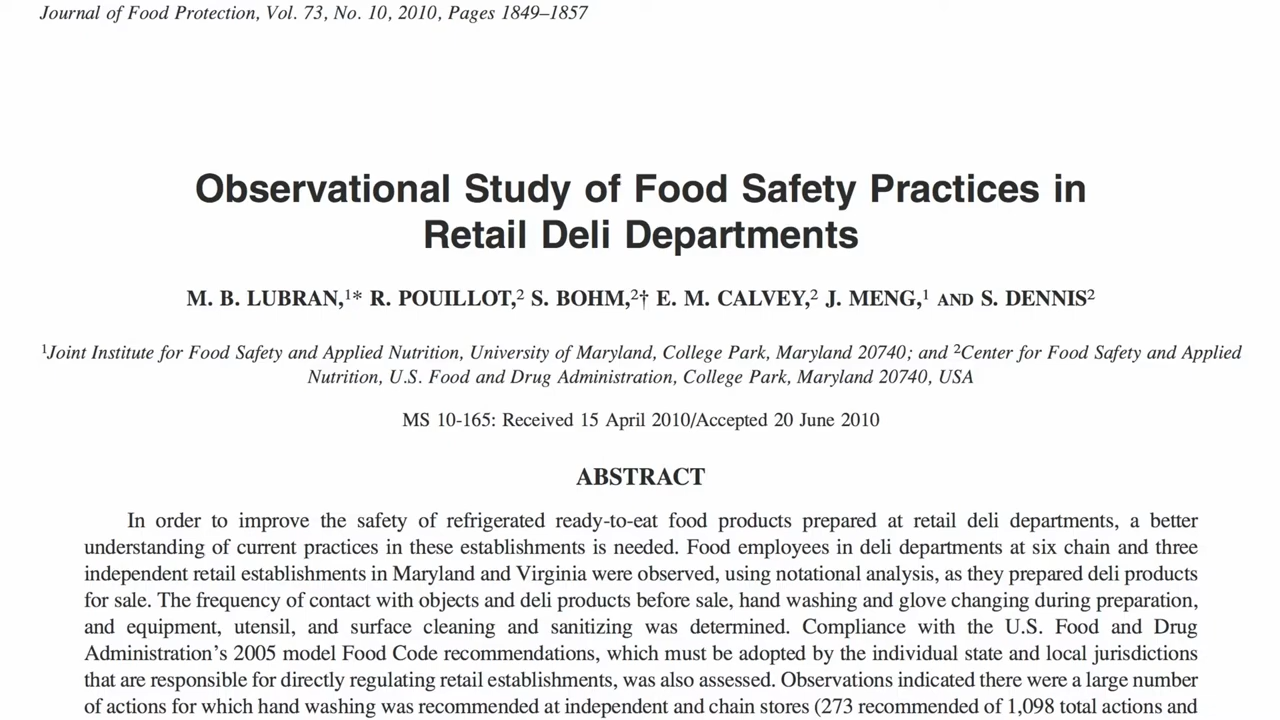 Journal of Food Protection, Vol. 73, No. 10, 2010, Pages 1849–1857
Observational Study of Food Safety Practices in
Retail Deli Departments
M. B. LUBRAN,¹* R. POUILLOT,² S. BOHM,²† E. M. CALVEY,² J. MENG,¹ AND S. DENNIS²
¹Joint Institute for Food Safety and Applied Nutrition, University of Maryland, College Park, Maryland 20740; and ²Center for Food Safety and Applied
Nutrition, U.S. Food and Drug Administration, College Park, Maryland 20740, USA
MS 10-165: Received 15 April 2010/Accepted 20 June 2010
ABSTRACT
In order to improve the safety of refrigerated ready-to-eat food products prepared at retail deli departments, a better
understanding of current practices in these establishments is needed. Food employees in deli departments at six chain and three
independent retail establishments in Maryland and Virginia were observed, using notational analysis, as they prepared deli products
for sale. The frequency of contact with objects and deli products before sale, hand washing and glove changing during preparation,
and equipment, utensil, and surface cleaning and sanitizing was determined. Compliance with the U.S. Food and Drug
Administration’s 2005 model Food Code recommendations, which must be adopted by the individual state and local jurisdictions
that are responsible for directly regulating retail establishments, was also assessed. Observations indicated there were a large number
of actions for which hand washing was recommended at independent and chain stores (273 recommended of 1,098 total actions and